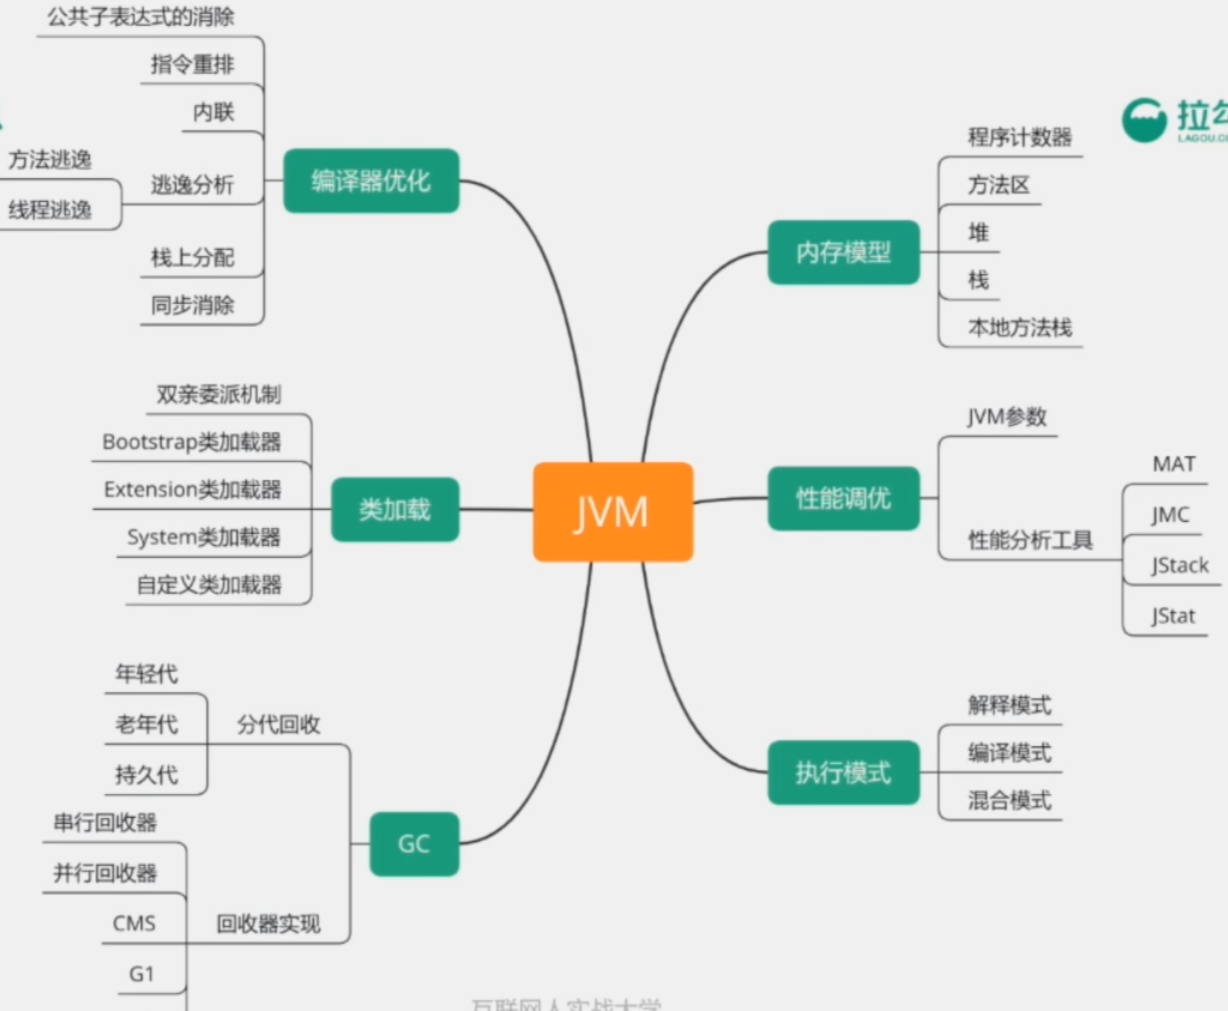 公共子表达式的消除
指令重排
内联
方法逃逸
线程逃逸
逃逸分析
栈上分配
同步消除
编译器优化
双亲委派机制
Bootstrap类加载器
Extension类加载器
System类加载器
自定义类加载器
类加载
年轻代
老年代
持久代
分代回收
串行回收器
并行回收器
CMS
G1
回收器实现
GC
JVM
内存模型
程序计数器
方法区
堆
栈
本地方法栈
性能调优
JVM参数
性能分析工具
MAT
JMC
JStack
JStat
执行模式
解释模式
编译模式
混合模式
拉勾
互联网人实战大学